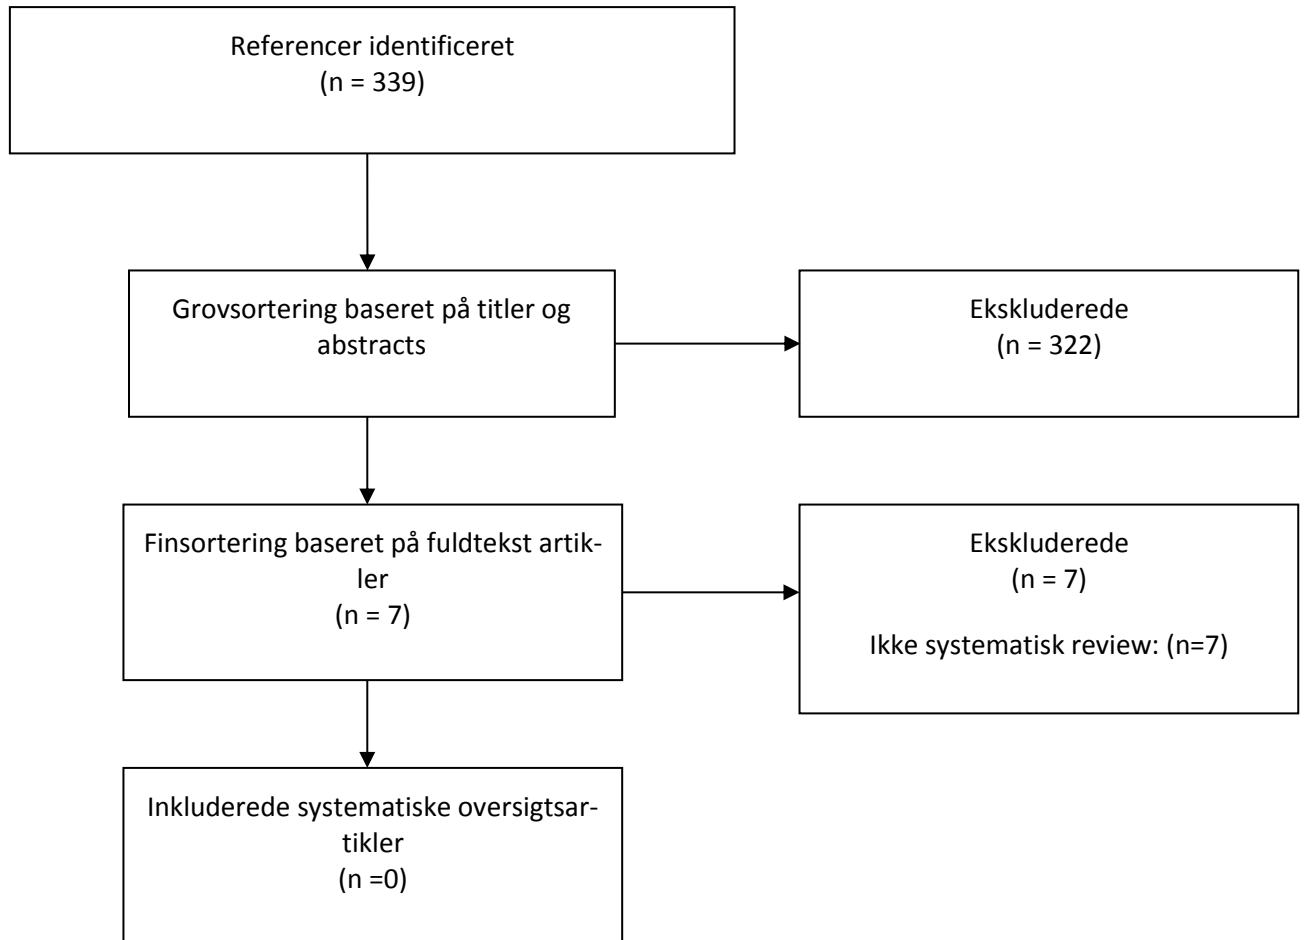 Referencer identificeret
(n = 339)
Grovsortering baseret på titler og
abstracts
Ekskluderede
(n = 322)
Finsortering baseret på fuldtekst artik-
ler
(n = 7)
Ekskluderede
(n = 7)
Ikke systematisk review: (n=7)
Inkluderede systematiske oversigtsar-
tikler
(n =0)